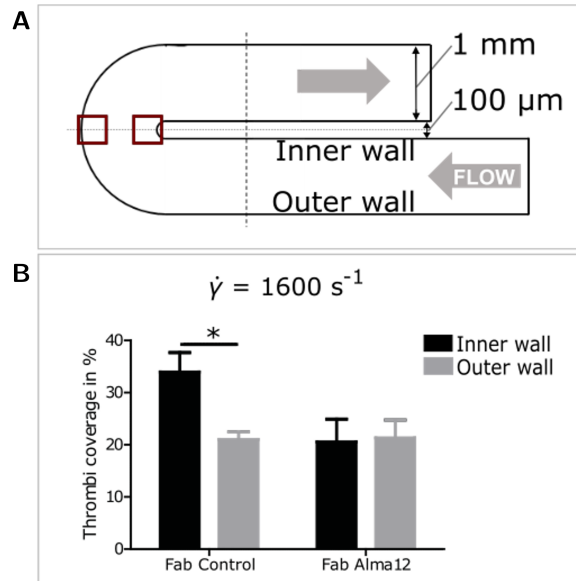 A
1 mm
100 μm
Inner wall
FLOW
Outer wall
B
γ̇ = 1600 s⁻¹
*
Inner wall
Outer wall
Thrombi coverage in %
40
30
20
10
0
Fab Control
Fab Alma12